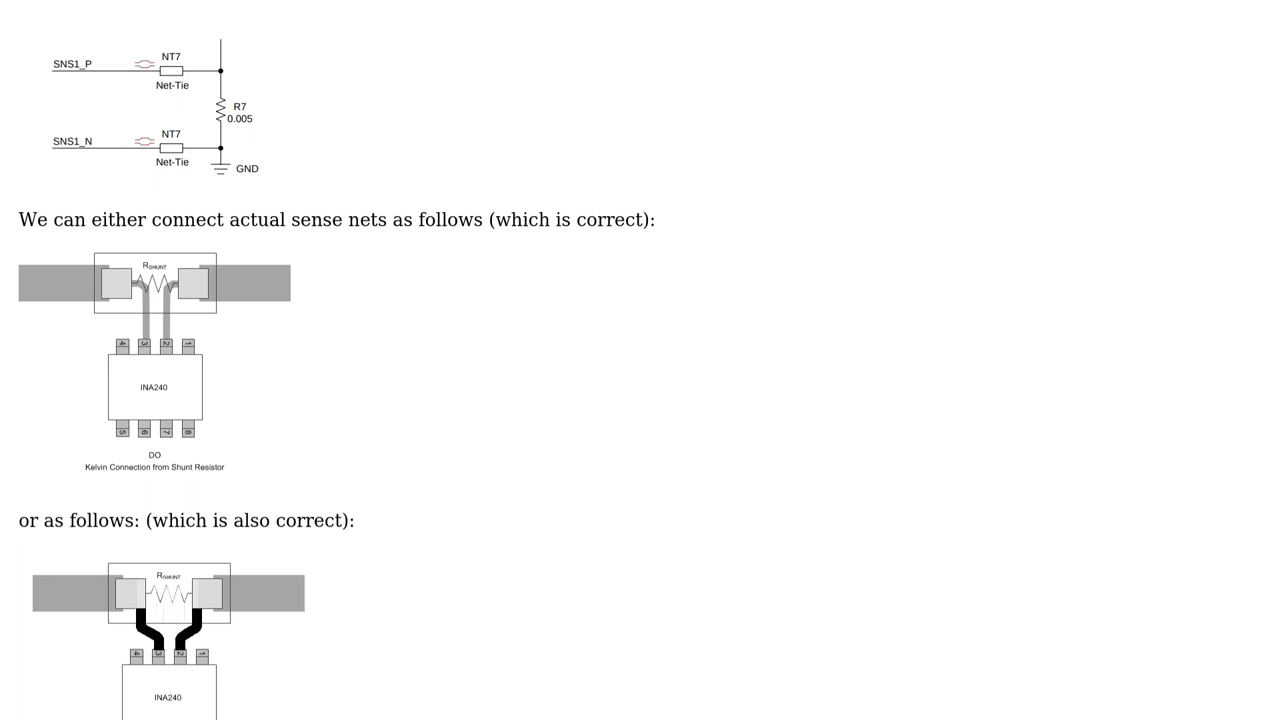 NT7
SNS1_P
Net-Tie
R7
0.005
NT7
SNS1_N
Net-Tie
GND
We can either connect actual sense nets as follows (which is correct):
RSHUNT
4 3 2 1
INA240
5 6 7 8
DO
Kelvin Connection from Shunt Resistor
or as follows: (which is also correct):
RSHUNT
4 3 2 1
INA240